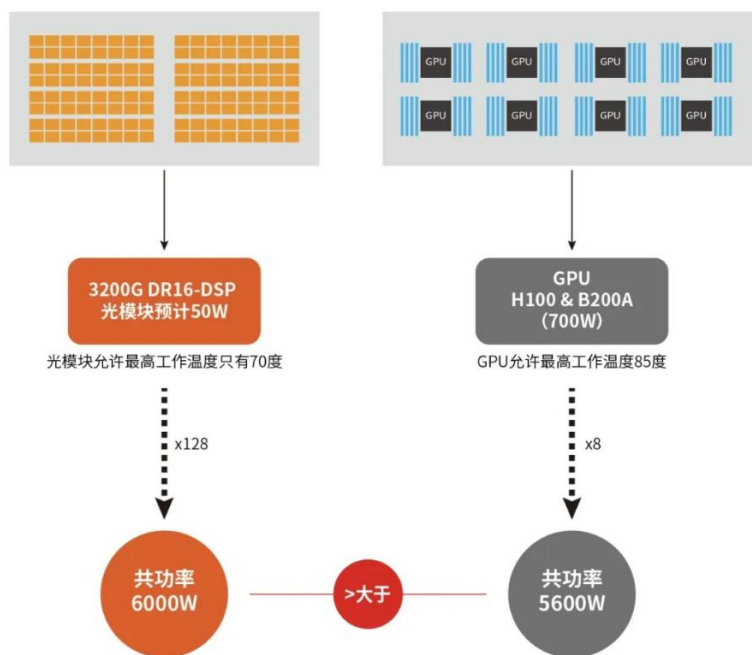 GPU GPU GPU GPU
GPU GPU GPU GPU
3200G DR16-DSP
光模块预计50W
GPU
H100 & B200A
（700W）
光模块允许最高工作温度只有70度
GPU允许最高工作温度85度
x128
x8
共功率
6000W
>大于
共功率
5600W